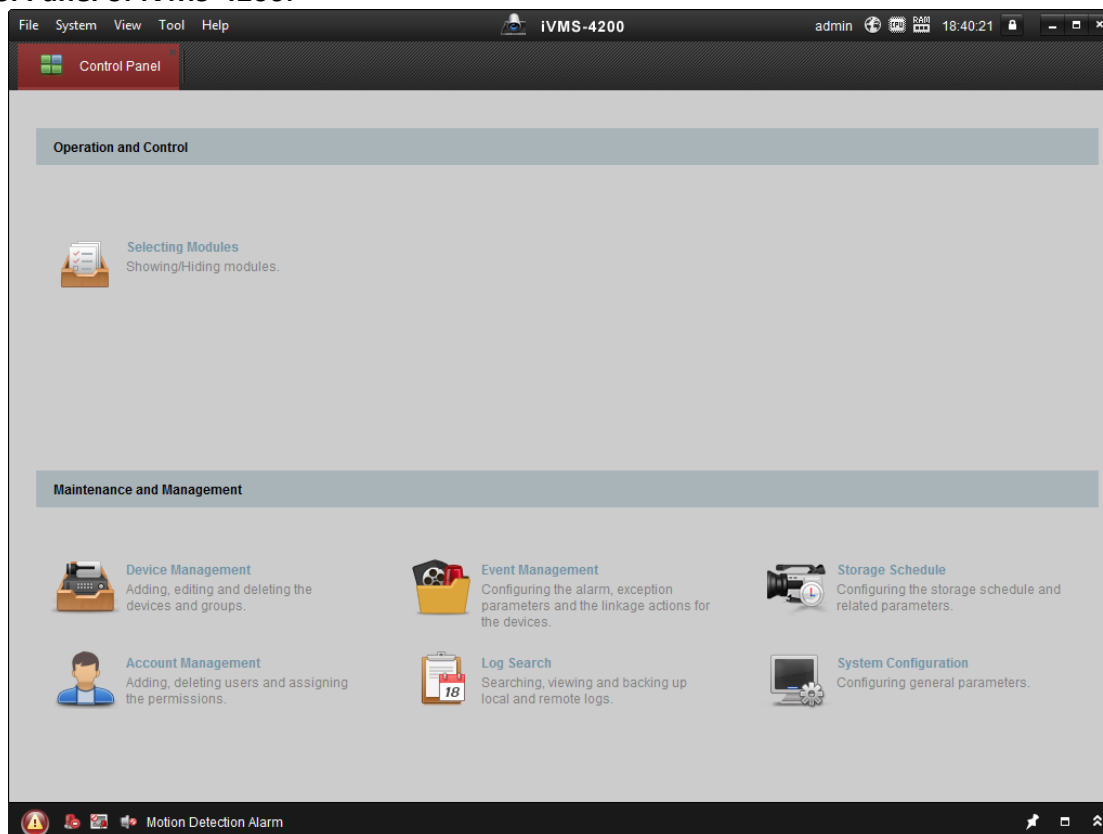 File System View Tool Help iVMS-4200 admin CPU RAM 18:40:21
Control Panel
Operation and Control
Selecting Modules
Showing/Hiding modules.
Maintenance and Management
Device Management
Adding, editing and deleting the
devices and groups.
Event Management
Configuring the alarm, exception
parameters and the linkage actions for
the devices.
Storage Schedule
Configuring the storage schedule and
related parameters.
Account Management
Adding, deleting users and assigning
the permissions.
18
Log Search
Searching, viewing and backing up
local and remote logs.
System Configuration
Configuring general parameters.
Motion Detection Alarm